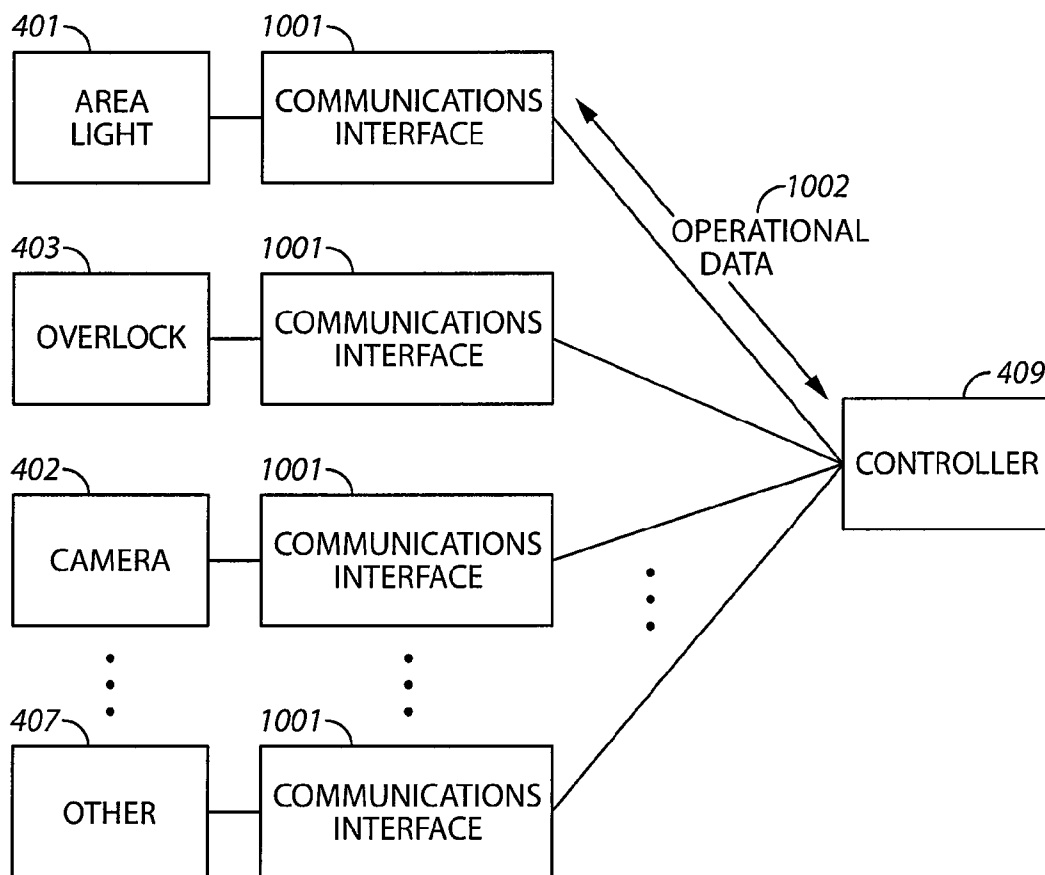 401
1001
AREA
LIGHT
COMMUNICATIONS
INTERFACE
1002
OPERATIONAL
DATA
403
1001
OVERLOCK
COMMUNICATIONS
INTERFACE
409
CONTROLLER
402
1001
CAMERA
COMMUNICATIONS
INTERFACE
407
1001
OTHER
COMMUNICATIONS
INTERFACE